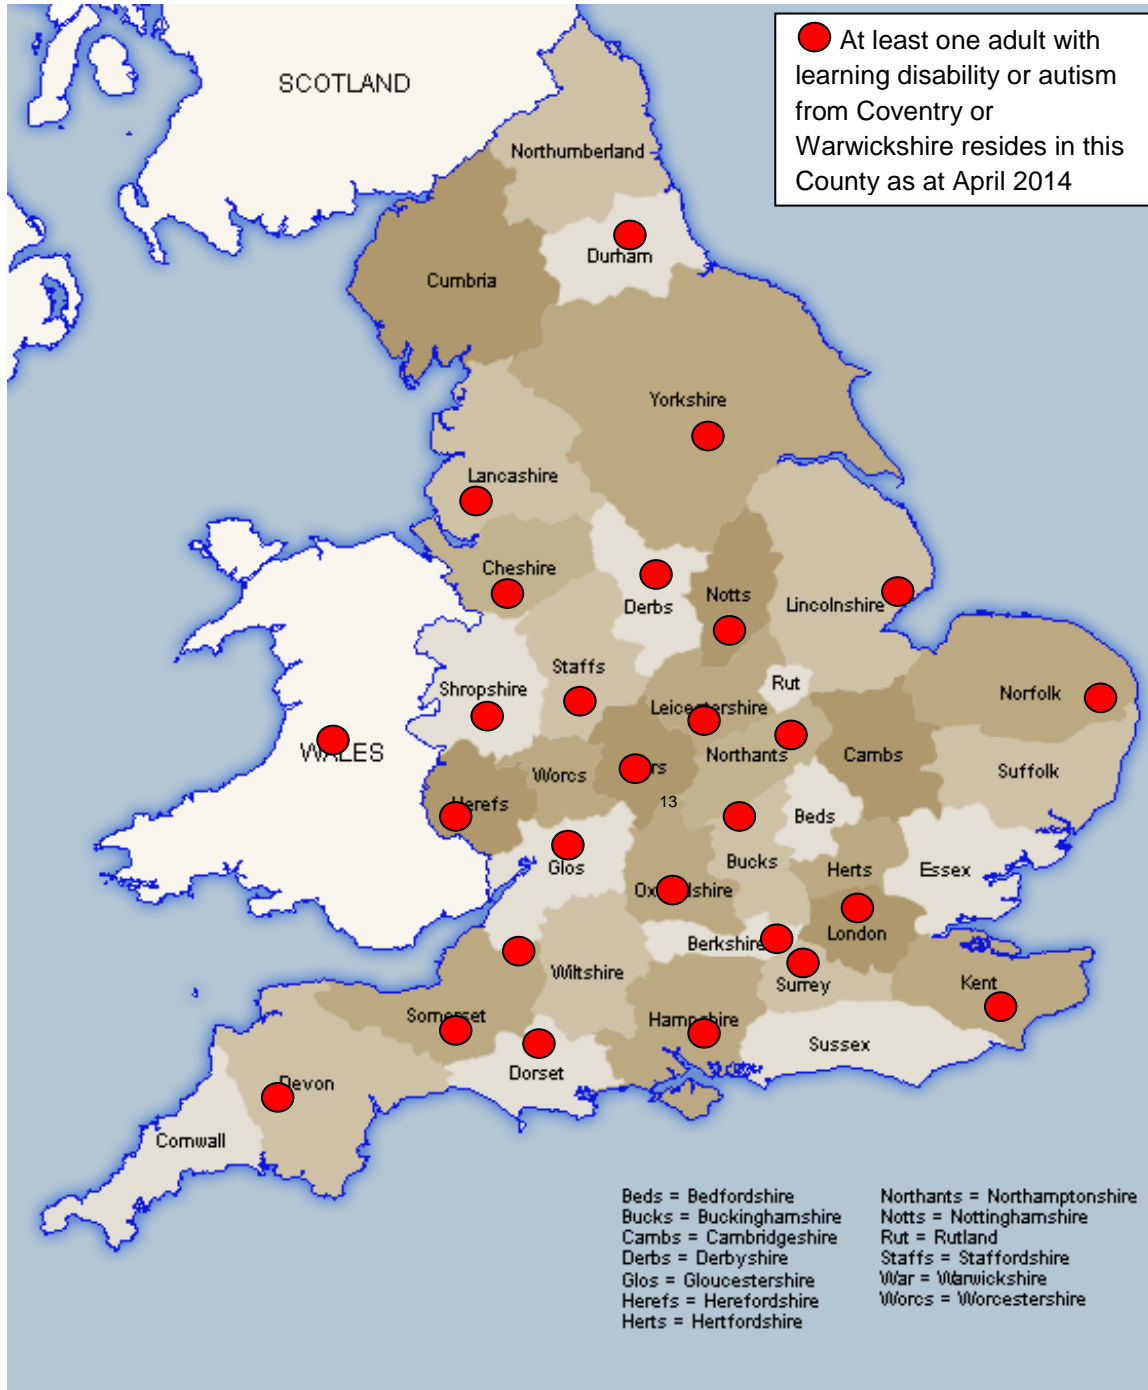 At least one adult with
learning disability or autism
from Coventry or
Warwickshire resides in this
County as at April 2014
SCOTLAND
Northumberland
Durham
Cumbria
Yorkshire
Lancashire
Cheshire
Derbs
Notts
Lincolnshire
Staffs
Rut
Shropshire
Norfolk
Leicestershire
WALES
Northants
Cambs
Worcs
Suffolk
Herefs
13
Beds
Glos
Bucks
Herts
Essex
Oxfordshire
London
Berkshire
Wiltshire
Surrey
Kent
Somerset
Hampshire
Sussex
Dorset
Devon
Cornwall
Beds = Bedfordshire
Bucks = Buckinghamshire
Cambs = Cambridgeshire
Derbs = Derbyshire
Glos = Gloucestershire
Herefs = Herefordshire
Herts = Hertfordshire
Northants = Northamptonshire
Notts = Nottinghamshire
Rut = Rutland
Staffs = Staffordshire
War = Warwickshire
Worcs = Worcestershire